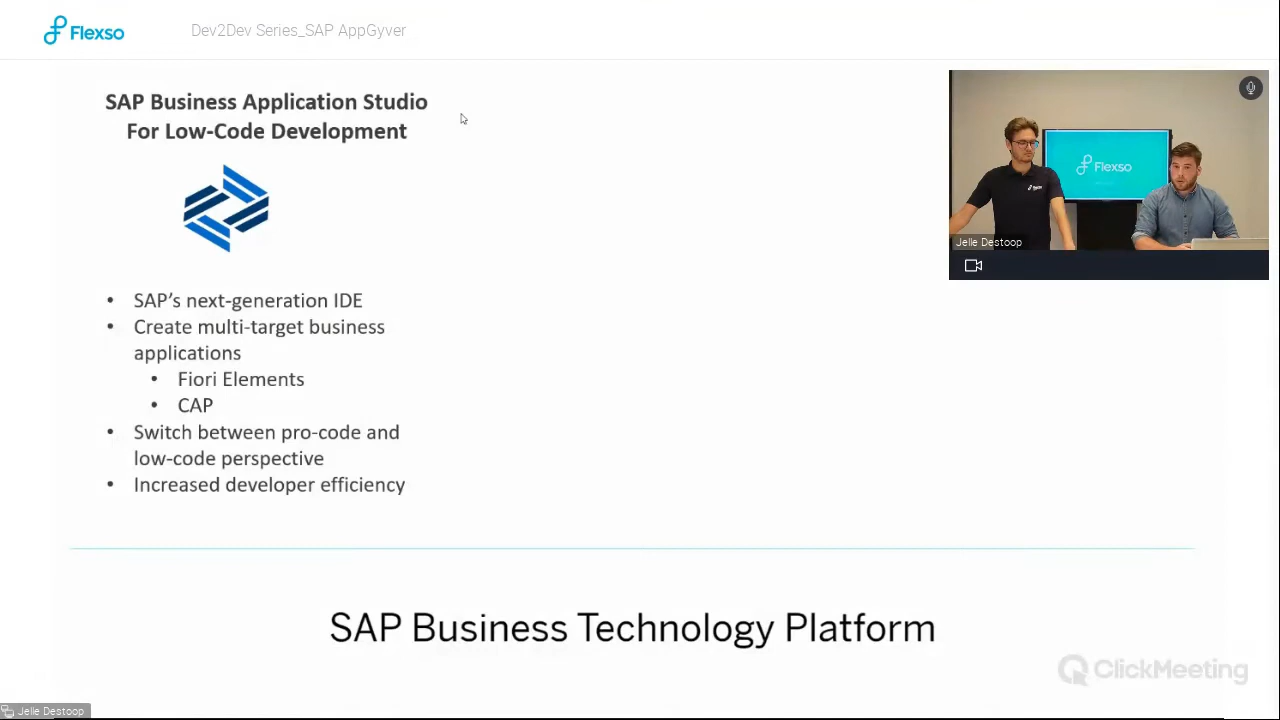 Flexso
Dev2Dev Series_SAP AppGyver
SAP Business Application Studio
For Low-Code Development
• SAP’s next-generation IDE
• Create multi-target business
applications
• Fiori Elements
• CAP
• Switch between pro-code and
low-code perspective
• Increased developer efficiency
SAP Business Technology Platform
Flexso
Jelle Destoop
ClickMeeting
Jelle Destoop